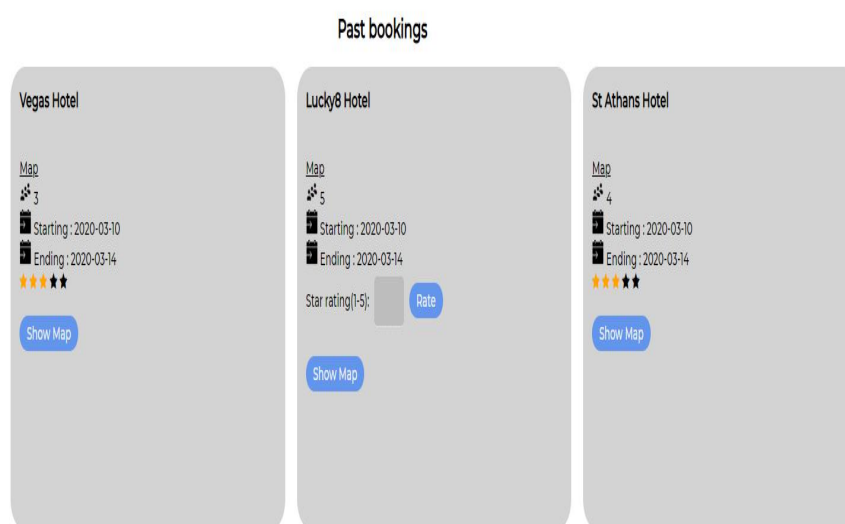 Past bookings
Vegas Hotel
Map
3
Starting : 2020-03-10
Ending : 2020-03-14
Show Map
Lucky8 Hotel
Map
5
Starting : 2020-03-10
Ending : 2020-03-14
Star rating(1-5):
Rate
Show Map
St Athans Hotel
Map
4
Starting : 2020-03-10
Ending : 2020-03-14
Show Map